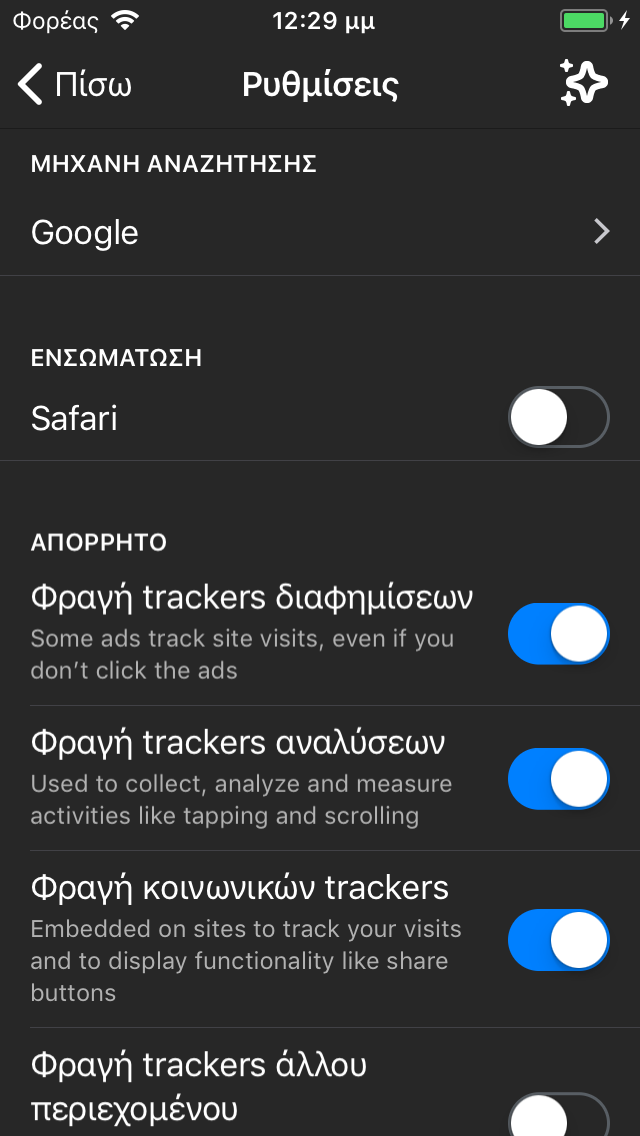 Φορέας 12:29 μμ
Πίσω Ρυθμίσεις
ΜΗΧΑΝΗ ΑΝΑΖΗΤΗΣΗΣ
Google
ΕΝΣΩΜΑΤΩΣΗ
Safari
ΑΠΟΡΡΗΤΟ
Φραγή trackers διαφημίσεων
Some ads track site visits, even if you
don’t click the ads
Φραγή trackers αναλύσεων
Used to collect, analyze and measure
activities like tapping and scrolling
Φραγή κοινωνικών trackers
Embedded on sites to track your visits
and to display functionality like share
buttons
Φραγή trackers άλλου
περιεχομένου